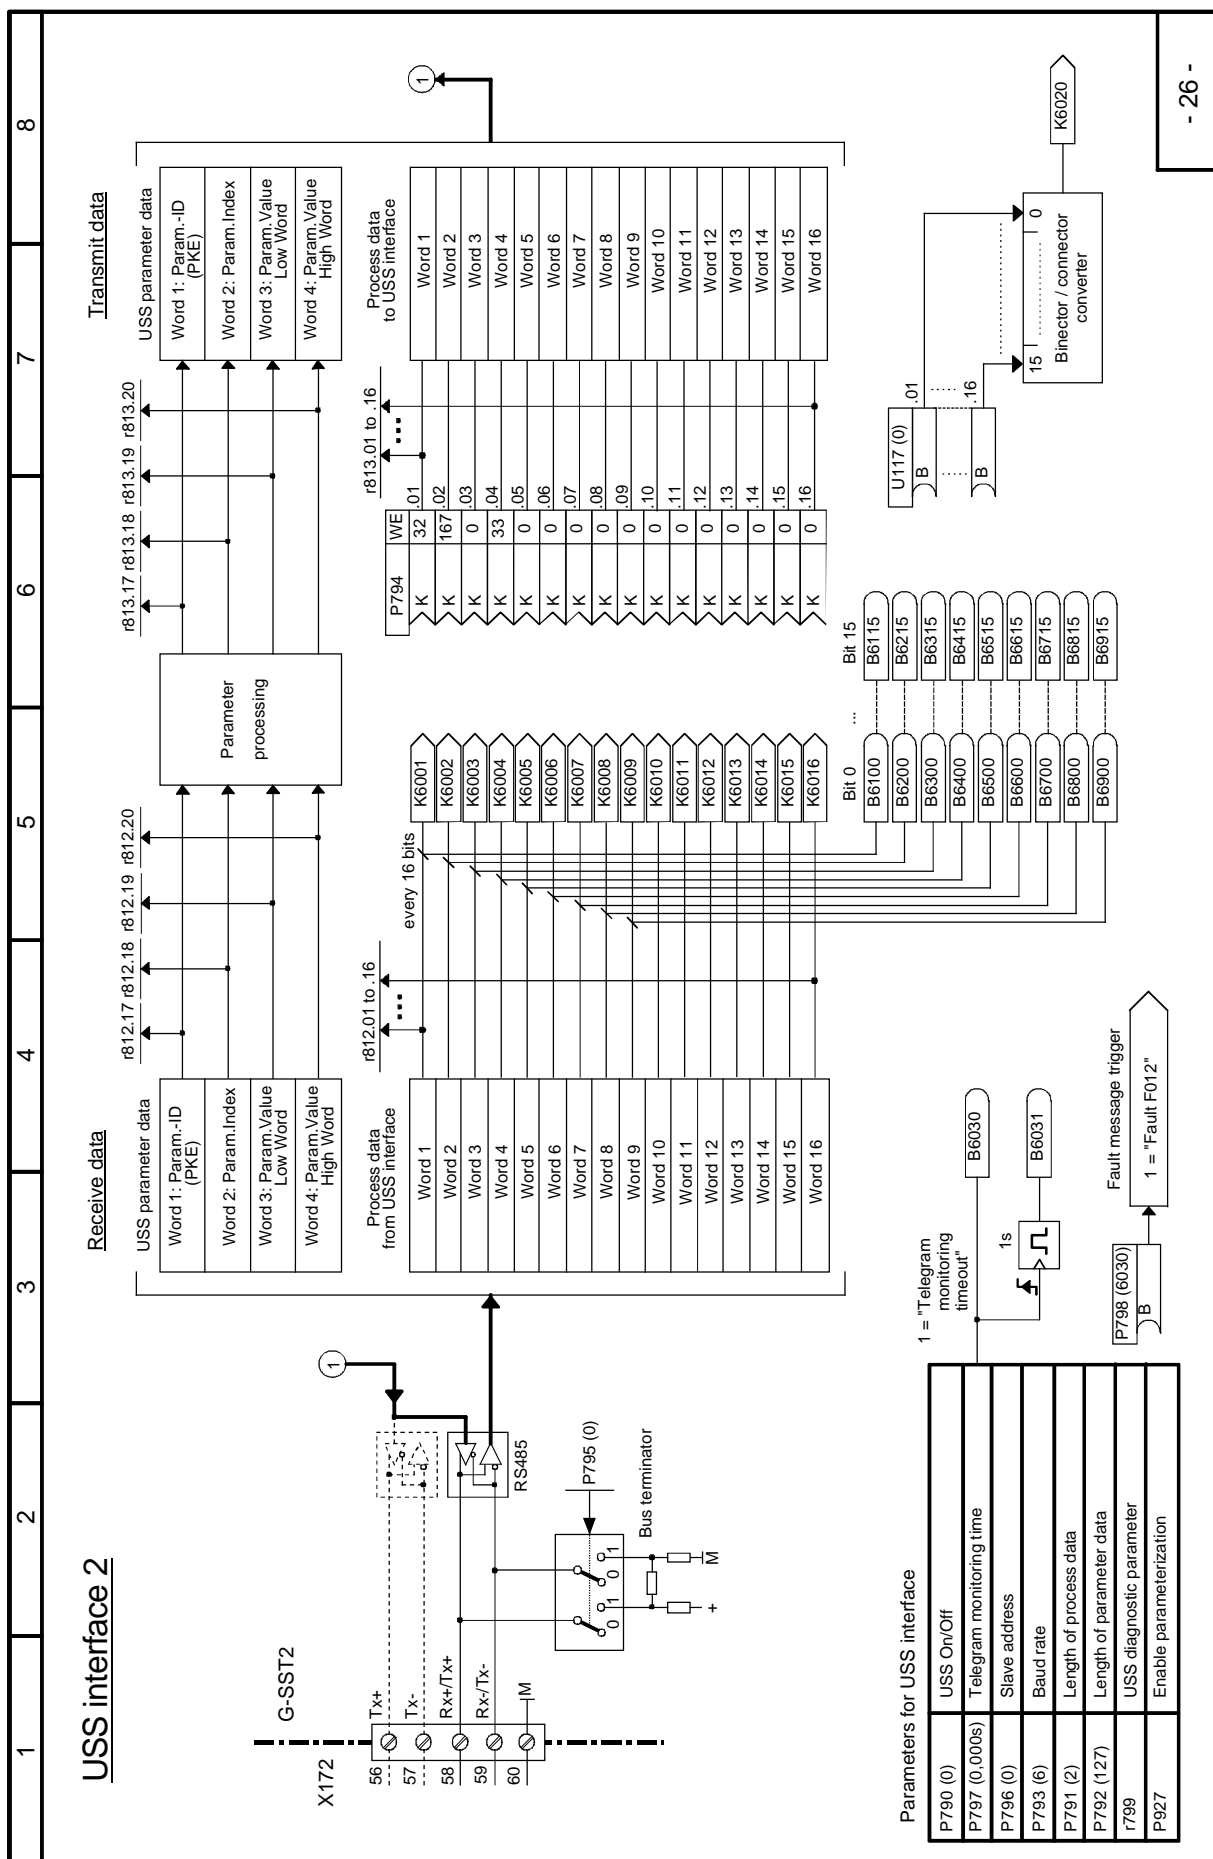 1 2 3 4 5 6 7 8
USS interface 2
Receive data
Transmit data
USS parameter data
Word 1: Param.-ID
(PKE)
Word 2: Param.Index
Word 3: Param.Value
Low Word
Word 4: Param.Value
High Word
r812.17 r812.18 r812.19 r812.20
Parameter
processing
r813.17 r813.18 r813.19 r813.20
USS parameter data
Word 1: Param.-ID
(PKE)
Word 2: Param.Index
Word 3: Param.Value
Low Word
Word 4: Param.Value
High Word
G-SST2
X172
56 Tx+
57 Tx-
58 Rx+/Tx+
59 Rx-/Tx-
60 M
RS485
1
P795 (0)
0 1 0 1
Bus terminator
+ M
Process data
from USS interface
Word 1
Word 2
Word 3
Word 4
Word 5
Word 6
Word 7
Word 8
Word 9
Word 10
Word 11
Word 12
Word 13
Word 14
Word 15
Word 16
r812.01 to .16
every 16 bits
K6001
K6002
K6003
K6004
K6005
K6006
K6007
K6008
K6009
K6010
K6011
K6012
K6013
K6014
K6015
K6016
P794 WE
K 32 .01
K 167 .02
K 0 .03
K 33 .04
K 0 .05
K 0 .06
K 0 .07
K 0 .08
K 0 .09
K 0 .10
K 0 .11
K 0 .12
K 0 .13
K 0 .14
K 0 .15
K 0 .16
r813.01 to .16
Process data
to USS interface
Word 1
Word 2
Word 3
Word 4
Word 5
Word 6
Word 7
Word 8
Word 9
Word 10
Word 11
Word 12
Word 13
Word 14
Word 15
Word 16
1
Bit 0 ... Bit 15
B6100 B6115
B6200 B6215
B6300 B6315
B6400 B6415
B6500 B6515
B6600 B6615
B6700 B6715
B6800 B6815
B6900 B6915
U117 (0)
B .01
B .16
15 0
Binector / connector
converter
K6020
Parameters for USS interface
P790 (0) USS On/Off
P797 (0,000s) Telegram monitoring time
P796 (0) Slave address
P793 (6) Baud rate
P791 (2) Length of process data
P792 (127) Length of parameter data
r799 USS diagnostic parameter
P927 Enable parameterization
1 = "Telegram
monitoring
timeout"
B6030
1s
B6031
P798 (6030)
B
Fault message trigger
1 = "Fault F012"
- 26 -